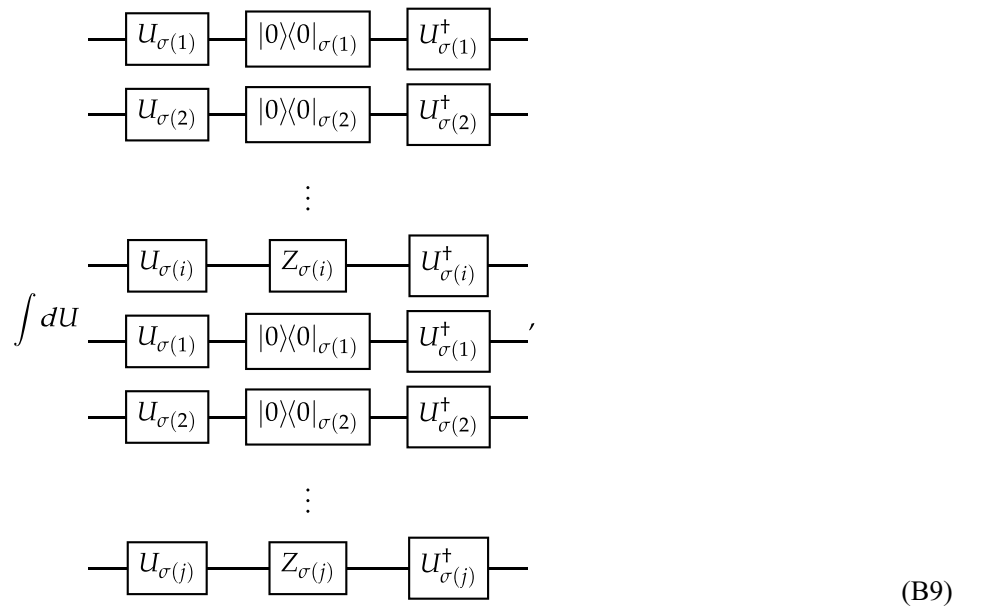 U_{σ(1)} |0⟩⟨0|_{σ(1)} U†_{σ(1)}
U_{σ(2)} |0⟩⟨0|_{σ(2)} U†_{σ(2)}
⋮
U_{σ(i)} Z_{σ(i)} U†_{σ(i)}
∫ dU U_{σ(1)} |0⟩⟨0|_{σ(1)} U†_{σ(1)} ,
U_{σ(2)} |0⟩⟨0|_{σ(2)} U†_{σ(2)}
⋮
U_{σ(j)} Z_{σ(j)} U†_{σ(j)}
(B9)